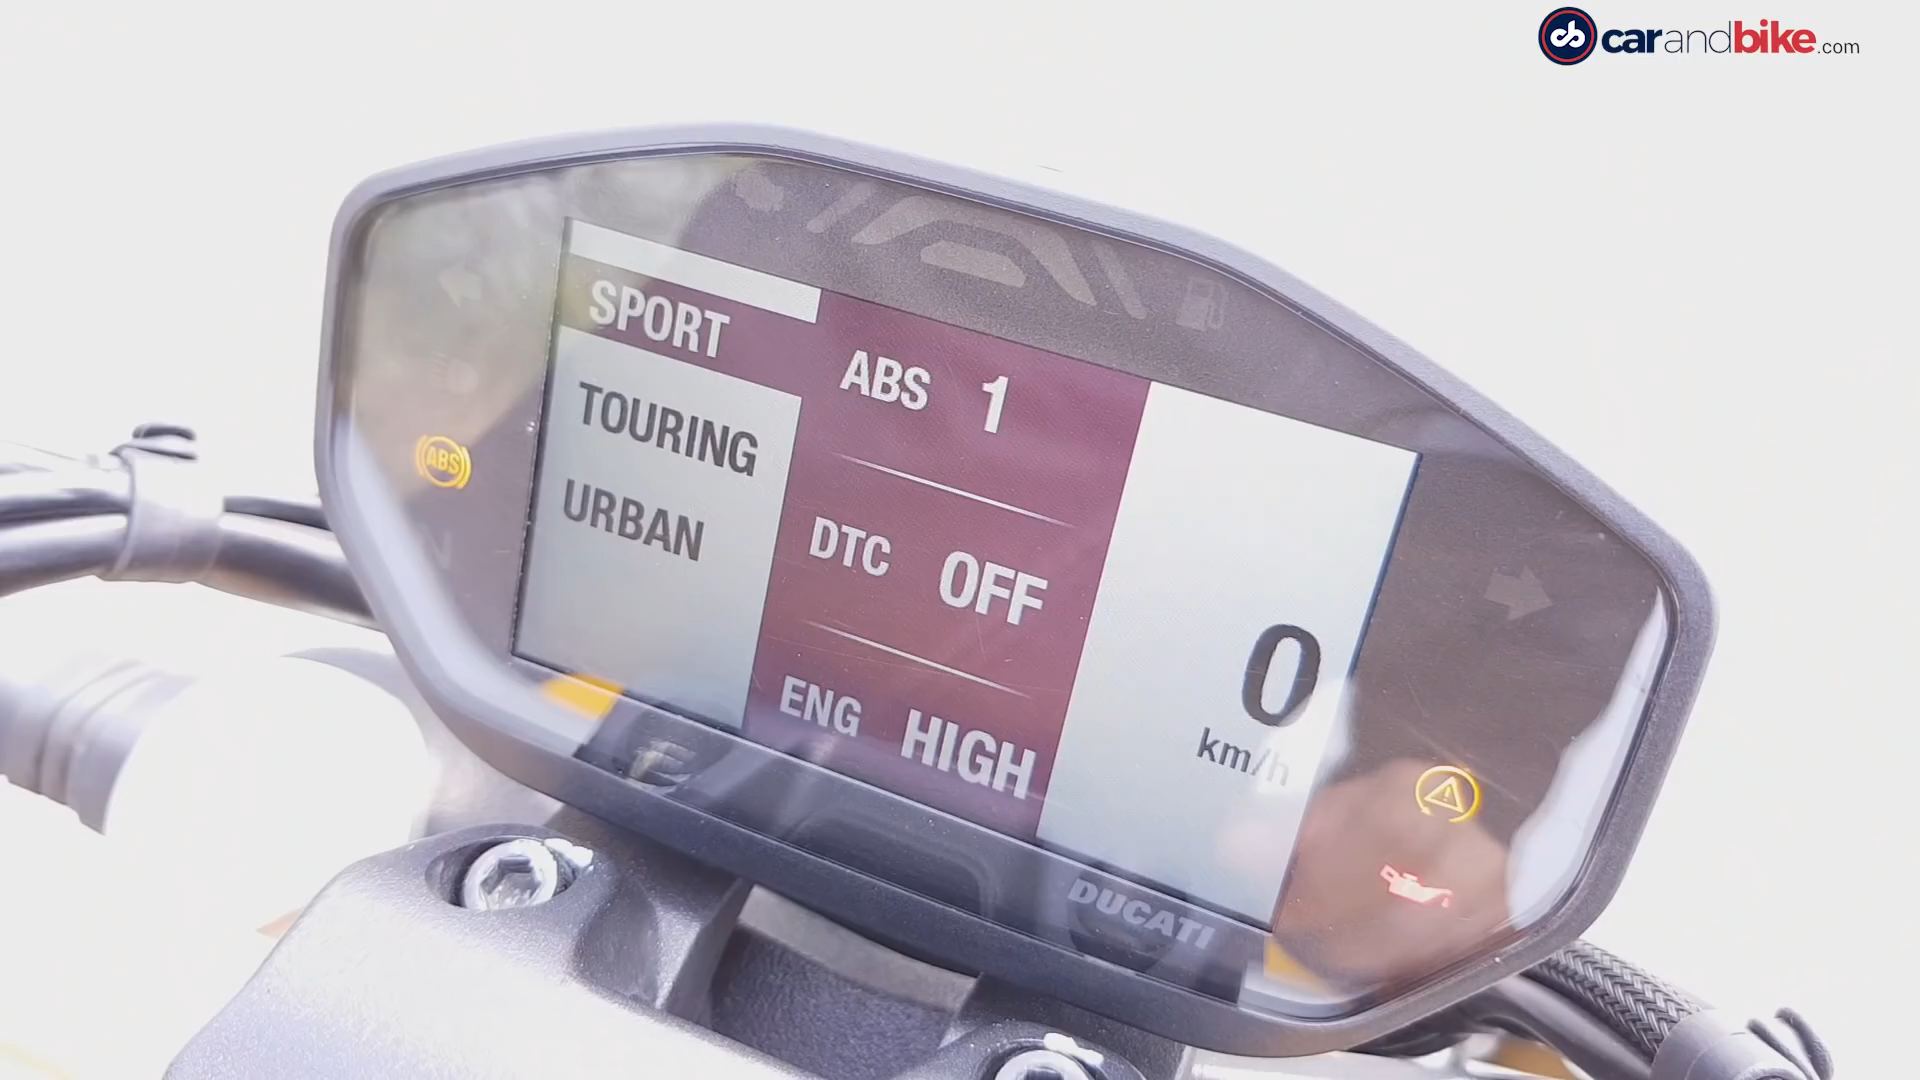 carandbike.com
SPORT
TOURING
URBAN
ABS 1
DTC OFF
ENG HIGH
0
km/h
ABS
N
DUCATI